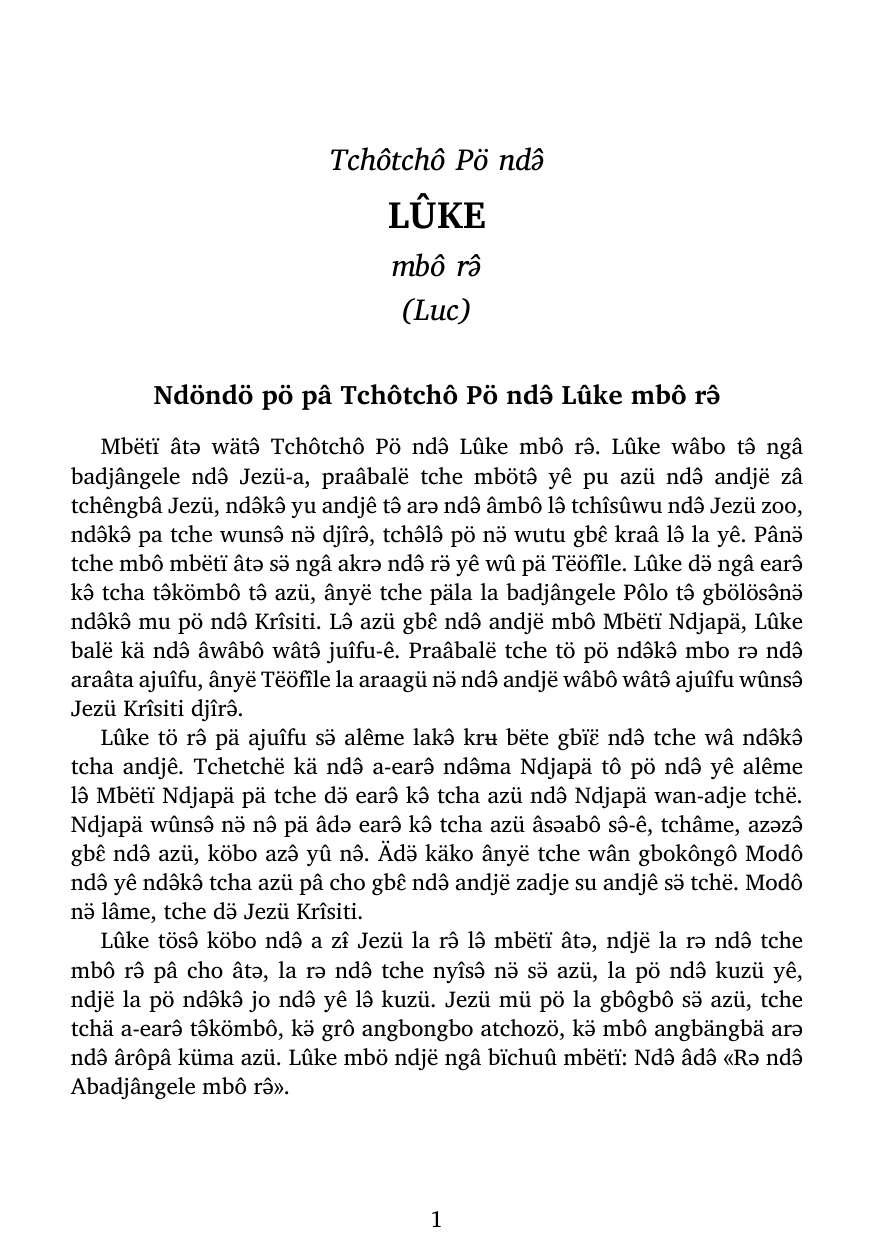 Tchôtchô Pö ndə̂
LÛKE
mbô rə̂
(Luc)
Ndöndö pö pâ Tchôtchô Pö ndə̂ Lûke mbô rə̂
Mbëtï âtə wätə̂ Tchôtchô Pö ndə̂ Lûke mbô rə̂. Lûke wâbo tə̂ ngâ
badjângele ndə̂ Jezü-a, praâbalë tche mbötə̂ yê pu azü ndə̂ andjë zâ
tchêngbâ Jezü, ndə̂kə̂ yu andjê tə̂ arə ndə̂ âmbô lə̂ tchîsûwu ndə̂ Jezü zoo,
ndə̂kə̂ pa tche wunsə̂ nə̈ djîrə̂, tchə̂lə̂ pö nə̈ wutu gbɛ̂ kraâ lə̂ la yê. Pânə̈
tche mbô mbëtï âtə sə̈ ngâ akrə ndə̂ rə̈ yê wû pä Tëöfîle. Lûke də̈ ngâ earə̂
kə̂ tcha tə̂kömbô tə̂ azü, ânyë tche päla la badjângele Pôlo tə̂ gbölösə̂nə̈
ndə̂kə̂ mu pö ndə̂ Krîsiti. Lə̂ azü gbɛ̂ ndə̂ andjë mbô Mbëtï Ndjapä, Lûke
balë kä ndə̂ âwâbô wâtə̂ juîfu-ê. Praâbalë tche tö pö ndə̂kə̂ mbo rə ndə̂
araâta ajuîfu, ânyë Tëöfîle la araagü nə̈ ndə̂ andjë wâbô wâtə̂ ajuîfu wûnsə̂
Jezü Krîsiti djîrə̂.
Lûke tö rə̂ pä ajuîfu sə̈ alême lakə̂ krʉ bëte gbïɛ̈ ndə̂ tche wâ ndə̂kə̂
tcha andjê. Tchetchë kä ndə̂ a-earə̂ ndə̂ma Ndjapä tô pö ndə̂ yê alême
lə̂ Mbëtï Ndjapä pä tche də̈ earə̂ kə̂ tcha azü ndə̂ Ndjapä wan-adje tchë.
Ndjapä wûnsə̂ nə̈ nə̂ pä âdə earə̂ kə̂ tcha azü âsəabô sə̂-ê, tchâme, azəzə̂
gbɛ̂ ndə̂ azü, köbo azə̂ yû nə̂. Ädə̈ käko ânyë tche wân gbokôngô Modô
ndə̂ yê ndə̂kə̂ tcha azü pâ cho gbɛ̂ ndə̂ andjë zadje su andjê sə̈ tchë. Modô
nə̈ lâme, tche də̈ Jezü Krîsiti.
Lûke tösə̂ köbo ndə̂ a zɨ̂ Jezü la rə̂ lə̂ mbëtï âtə, ndjë la rə ndə̂ tche
mbô rə̂ pâ cho âtə, la rə ndə̂ tche nyîsə̂ nə̈ sə̈ azü, la pö ndə̂ kuzü yê,
ndjë la pö ndə̂kə̂ jo ndə̂ yê lə̂ kuzü. Jezü mü pö la gbôgbô sə̈ azü, tche
tchä a-earə̂ tə̂kömbô, kə̈ grô angbongbo atchozö, kə̈ mbô angbängbä arə
ndə̂ ârôpâ küma azü. Lûke mbö ndjë ngâ bïchuû mbëtï: Ndə̂ âdə̂ «Rə ndə̂
Abadjângele mbô rə̂».
1